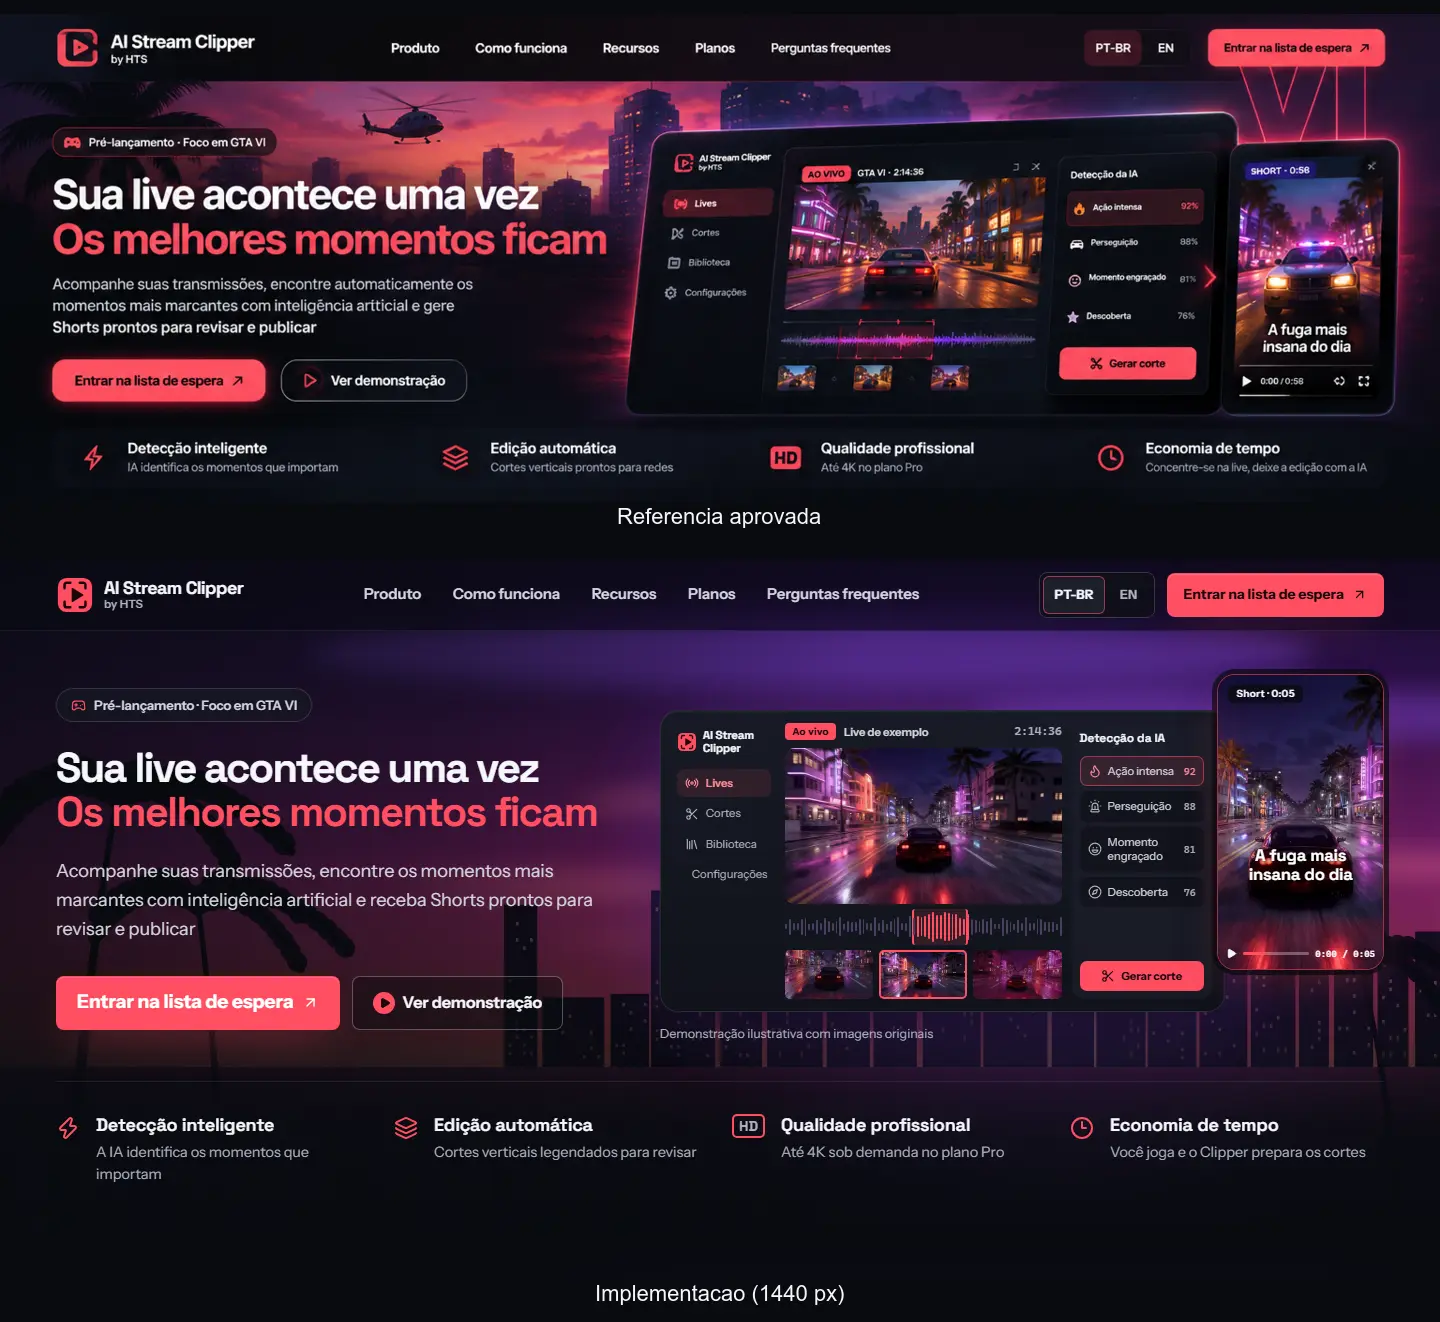 AI Stream Clipper
by HTS
Produto
Como funciona
Recursos
Planos
Perguntas frequentes
PT-BR
EN
Entrar na lista de espera
VI
Pré-lançamento · Foco em GTA VI
Sua live acontece uma vez
Os melhores momentos ficam
Acompanhe suas transmissões, encontre automaticamente os
momentos mais marcantes com inteligência artticial e gere
Shorts prontos para revisar e publicar
Entrar na lista de espera
Ver demonstração
AI Stream Clipper
by HTS
Lives
Cortes
Biblioteca
Configurações
AO VIVO
GTA VI · 2:14:36
Detecção da IA
Ação intensa
92%
Perseguição
88%
Momento engraçado
81%
Descoberta
76%
Gerar corte
SHORT · 0:56
A fuga mais
insana do dia
0:00 / 0:56
Detecção inteligente
IA identifica os momentos que importam
Edição automática
Cortes verticais prontos para redes
HD
Qualidade profissional
Até 4K no plano Pro
Economia de tempo
Concentre-se na live, deixe a edição com a IA
Referencia aprovada
AI Stream Clipper
by HTS
Produto
Como funciona
Recursos
Planos
Perguntas frequentes
PT-BR
EN
Entrar na lista de espera
Pré-lançamento · Foco em GTA VI
Sua live acontece uma vez
Os melhores momentos ficam
Acompanhe suas transmissões, encontre os momentos mais
marcantes com inteligência artificial e receba Shorts prontos para
revisar e publicar
Entrar na lista de espera
Ver demonstração
AI Stream
Clipper
Lives
Cortes
Biblioteca
Configurações
Ao vivo
Live de exemplo
2:14:36
Detecção da IA
Ação intensa
92
Perseguição
88
Momento
engraçado
81
Descoberta
76
Gerar corte
Short · 0:05
A fuga mais
insana do dia
0:00 / 0:05
Demonstração ilustrativa com imagens originais
Detecção inteligente
A IA identifica os momentos que
importam
Edição automática
Cortes verticais legendados para revisar
HD
Qualidade profissional
Até 4K sob demanda no plano Pro
Economia de tempo
Você joga e o Clipper prepara os cortes
Implementacao (1440 px)